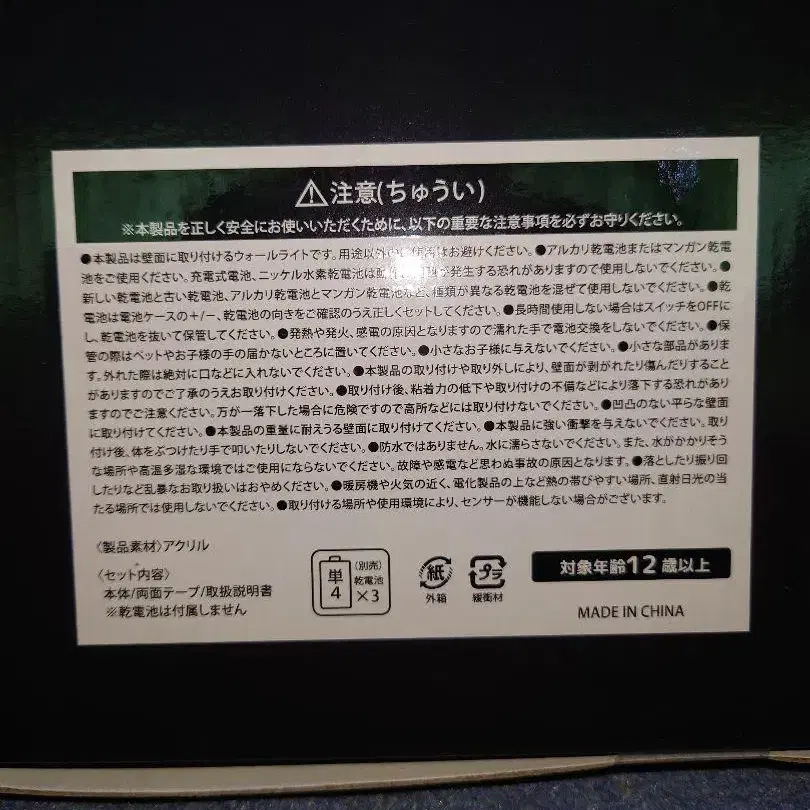 ⚠注意(ちゅうい)
※本製品を正しく安全にお使いいただくために、以下の重要な注意事項を必ずお守りください。
●本製品は壁面に取り付けるウォールライトです。用途以外 はお避けください。●アルカリ乾電池またはマンガン乾電
池をご使用ください。充電式電池、ニッケル水素乾電池は が発生する恐れがありますので使用しないでください。●
新しい乾電池と古い乾電池、アルカリ乾電池とマンガン乾電池など、種類が異なる乾電池を混ぜて使用しないでください。●乾
電池は電池ケースの+/-、乾電池の向きをご確認のうえ正しくセットしてください。●長時間使用しない場合はスイッチをOFFに
し、乾電池を抜いて保管してください。●発熱や発火、感電の原因となりますので濡れた手で電池交換をしないでください。●保
管の際はペットやお子様の手の届かないところに置いてください。●小さなお子様に与えないでください。●小さな部品がありま
す。外れた際は絶対に口などに入れないでください。●本製品の取り付けや取り外しにより、壁面が剥がれたり傷んだりすること
がありますのでご了承のうえお取り付けください。●取り付け後、粘着力の低下や取り付けの不備などにより落下する恐れがあり
ますのでご注意ください。万が一落下した場合に危険ですので高所などには取り付けないでください。●凹凸のない平らな壁面
に取り付けてください。●本製品の重量に耐えうる壁面に取り付けてください。●本製品に強い衝撃を与えないでください。取り
付け後、体をぶつけたり手で叩いたりしないでください。●防水ではありません。水に濡らさないでください。また、水がかかりそう
な場所や高温多湿な環境ではご使用にならないでください。故障や感電など思わぬ事故の原因となります。●落としたり振り回
したりなど乱暴なお取り扱いはおやめください。●暖房機や火気の近く、電化製品の上など熱の帯びやすい場所、直射日光の当
たる場所では使用しないでください。●取り付ける場所や使用環境により、センサーが機能しない場合がございます。
〈製品素材〉アクリル
〈セット内容〉
本体/両面テープ/取扱説明書
※乾電池は付属しません
単4
(別売)
乾電池
×3
紙
外箱
プラ
緩衝材
対象年齢12歳以上
MADE IN CHINA